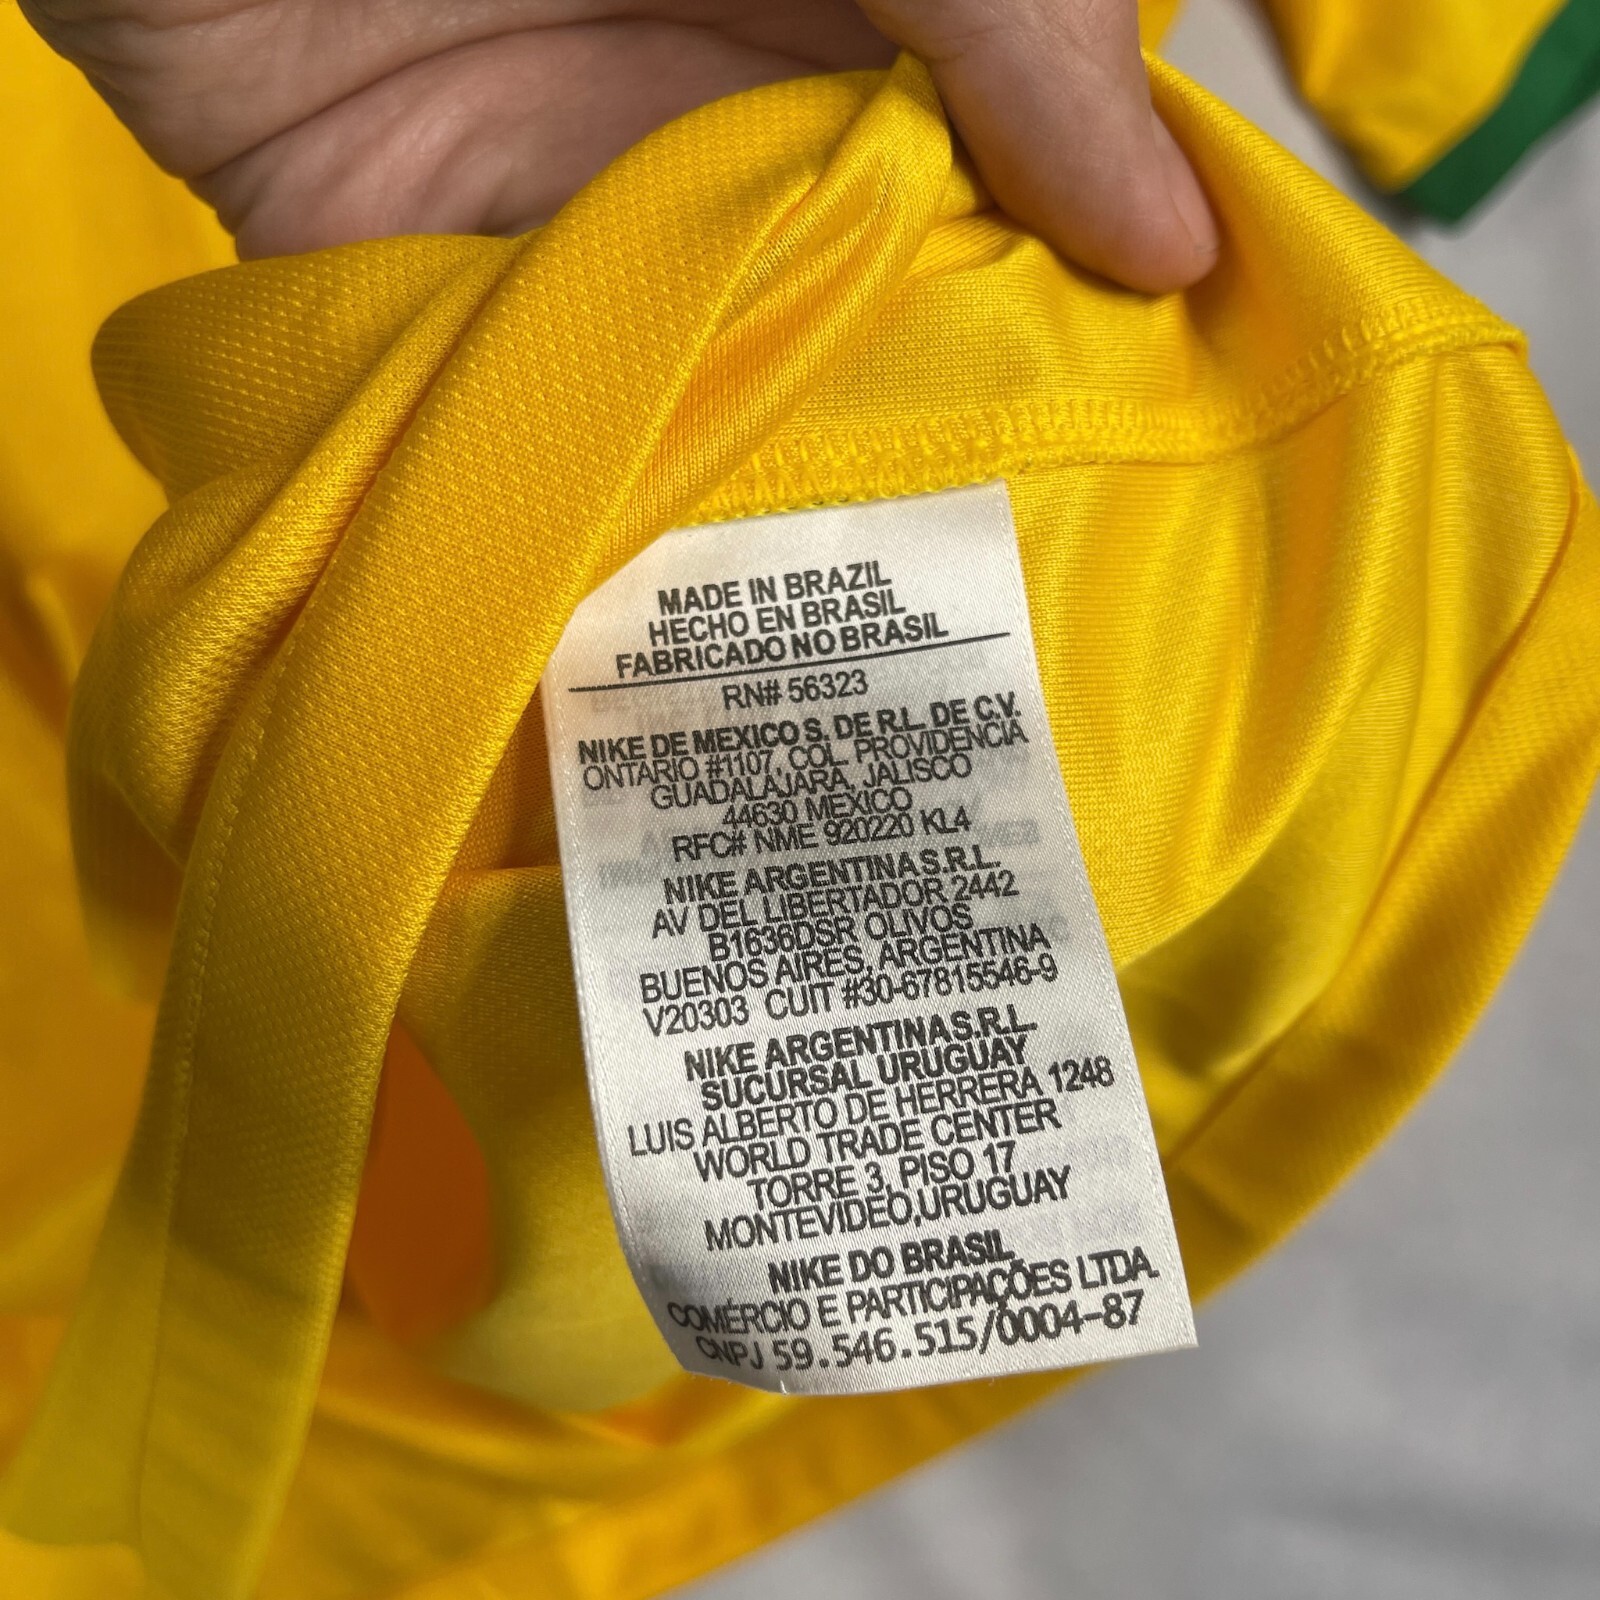 MADE IN BRAZIL
HECHO EN BRASIL
FABRICADO NO BRASIL
RN# 56323
NIKE DE MEXICO S. DE R.L. DE C.V.
ONTARIO #1107, COL. PROVIDENCIA
GUADALAJARA, JALISCO
44630 MEXICO
RFC# NME 920220 KL4
NIKE ARGENTINA S.R.L.
AV DEL LIBERTADOR 2442
B1636DSR OLIVOS
BUENOS AIRES, ARGENTINA
V20303 CUIT #30-67815546-9
NIKE ARGENTINA S.R.L.
SUCURSAL URUGUAY
LUIS ALBERTO DE HERRERA 1248
WORLD TRADE CENTER
TORRE 3, PISO 17
MONTEVIDEO,URUGUAY
NIKE DO BRASIL
COMÉRCIO E PARTICIPAÇÕES LTDA.
CNPJ 59.546.515/0004-87